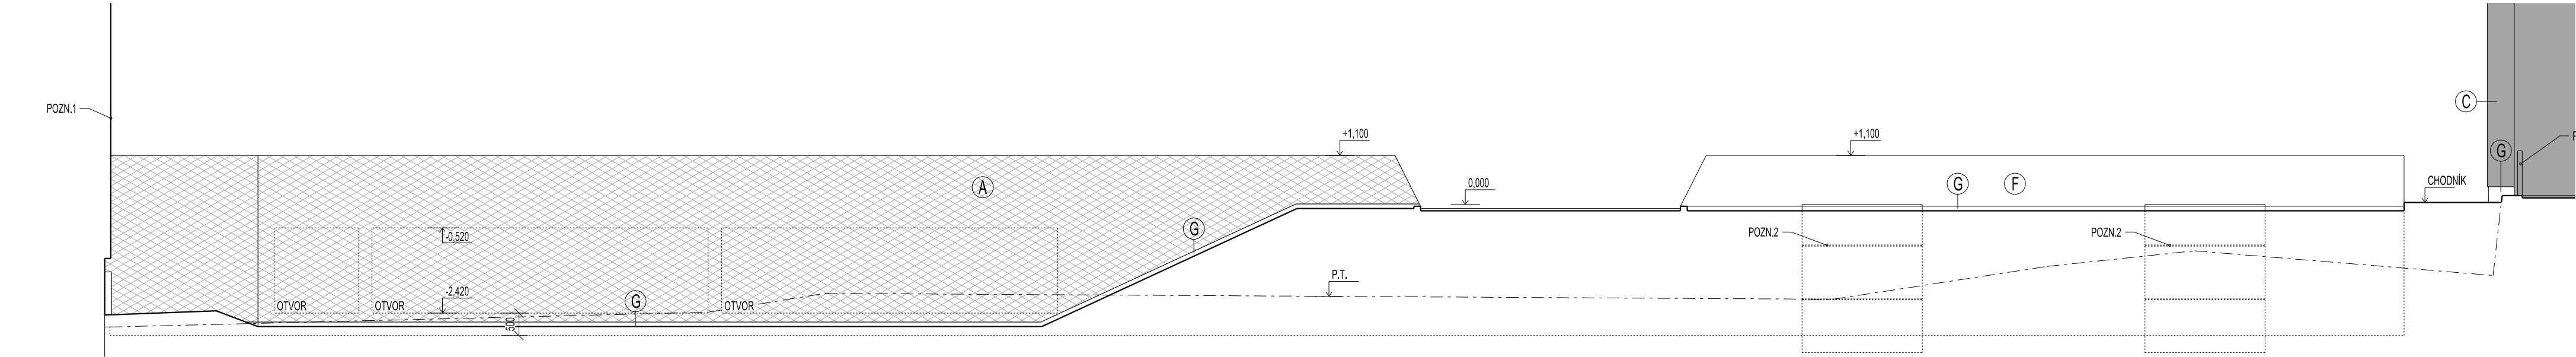 POZN.1
+1,100
+1,100
C
G
A
0,000
G
F
CHODNÍK
G
-0,520
POZN.2
POZN.2
P.T.
-2,420
OTVOR
OTVOR
G
OTVOR
500